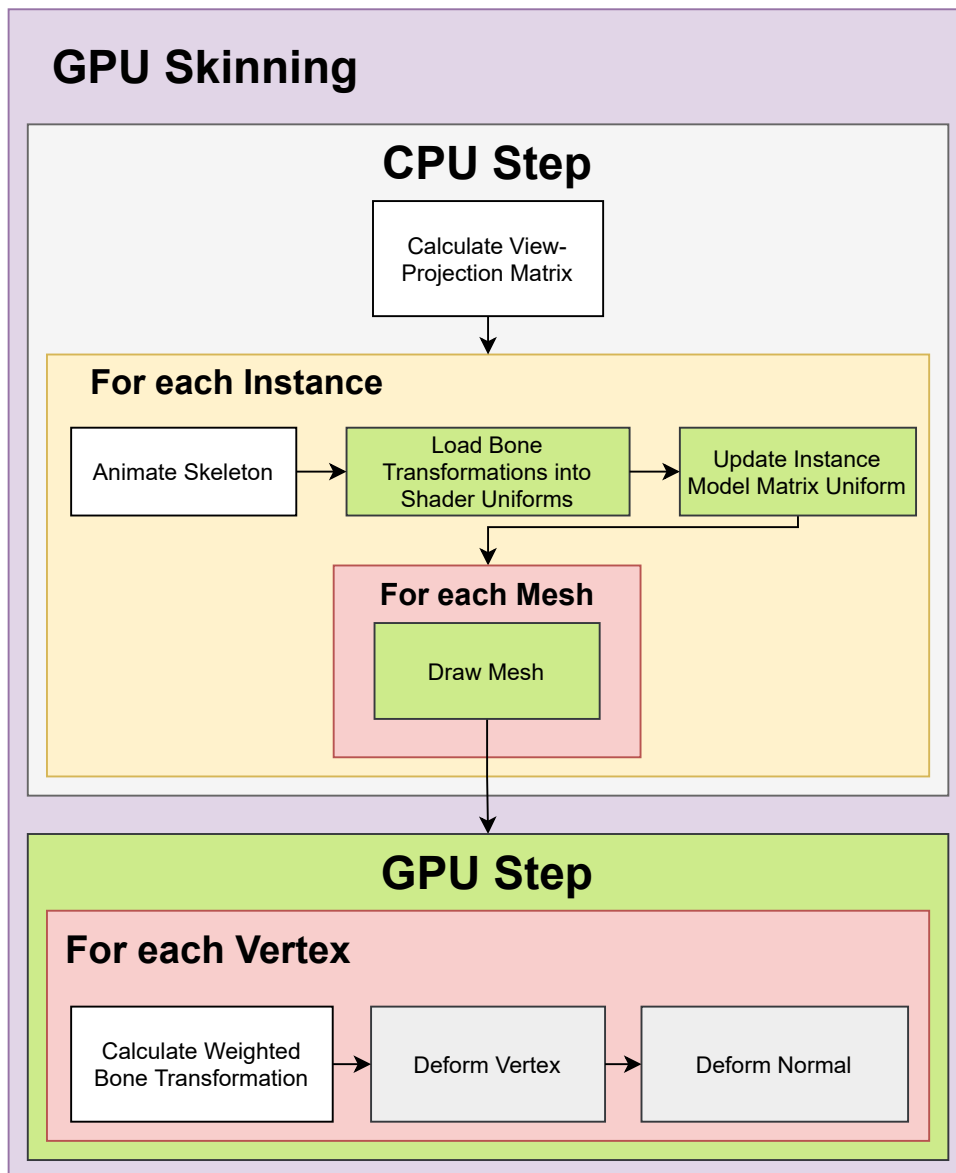 GPU Skinning
CPU Step
Calculate View-
Projection Matrix
For each Instance
Animate Skeleton
Load Bone
Transformations into
Shader Uniforms
Update Instance
Model Matrix Uniform
For each Mesh
Draw Mesh
GPU Step
For each Vertex
Calculate Weighted
Bone Transformation
Deform Vertex
Deform Normal